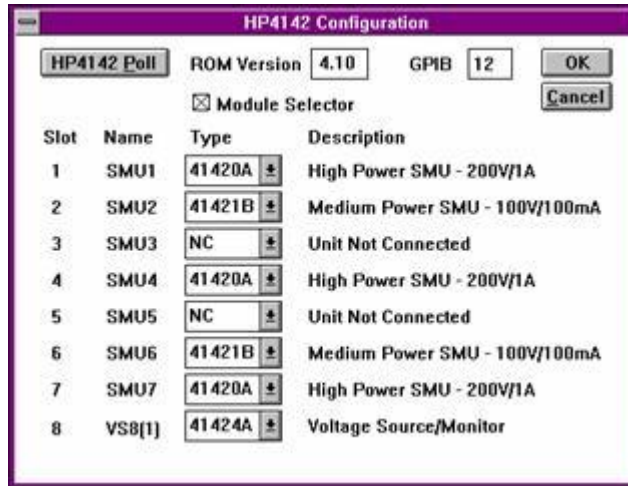 HP4142 Configuration
HP4142 Poll ROM Version 4.10 GPIB 12 OK
Module Selector Cancel
Slot Name Type Description
1 SMU1 41420A High Power SMU - 200V/1A
2 SMU2 41421B Medium Power SMU - 100V/100mA
3 SMU3 NC Unit Not Connected
4 SMU4 41420A High Power SMU - 200V/1A
5 SMU5 NC Unit Not Connected
6 SMU6 41421B Medium Power SMU - 100V/100mA
7 SMU7 41420A High Power SMU - 200V/1A
8 VS8(1) 41424A Voltage Source/Monitor